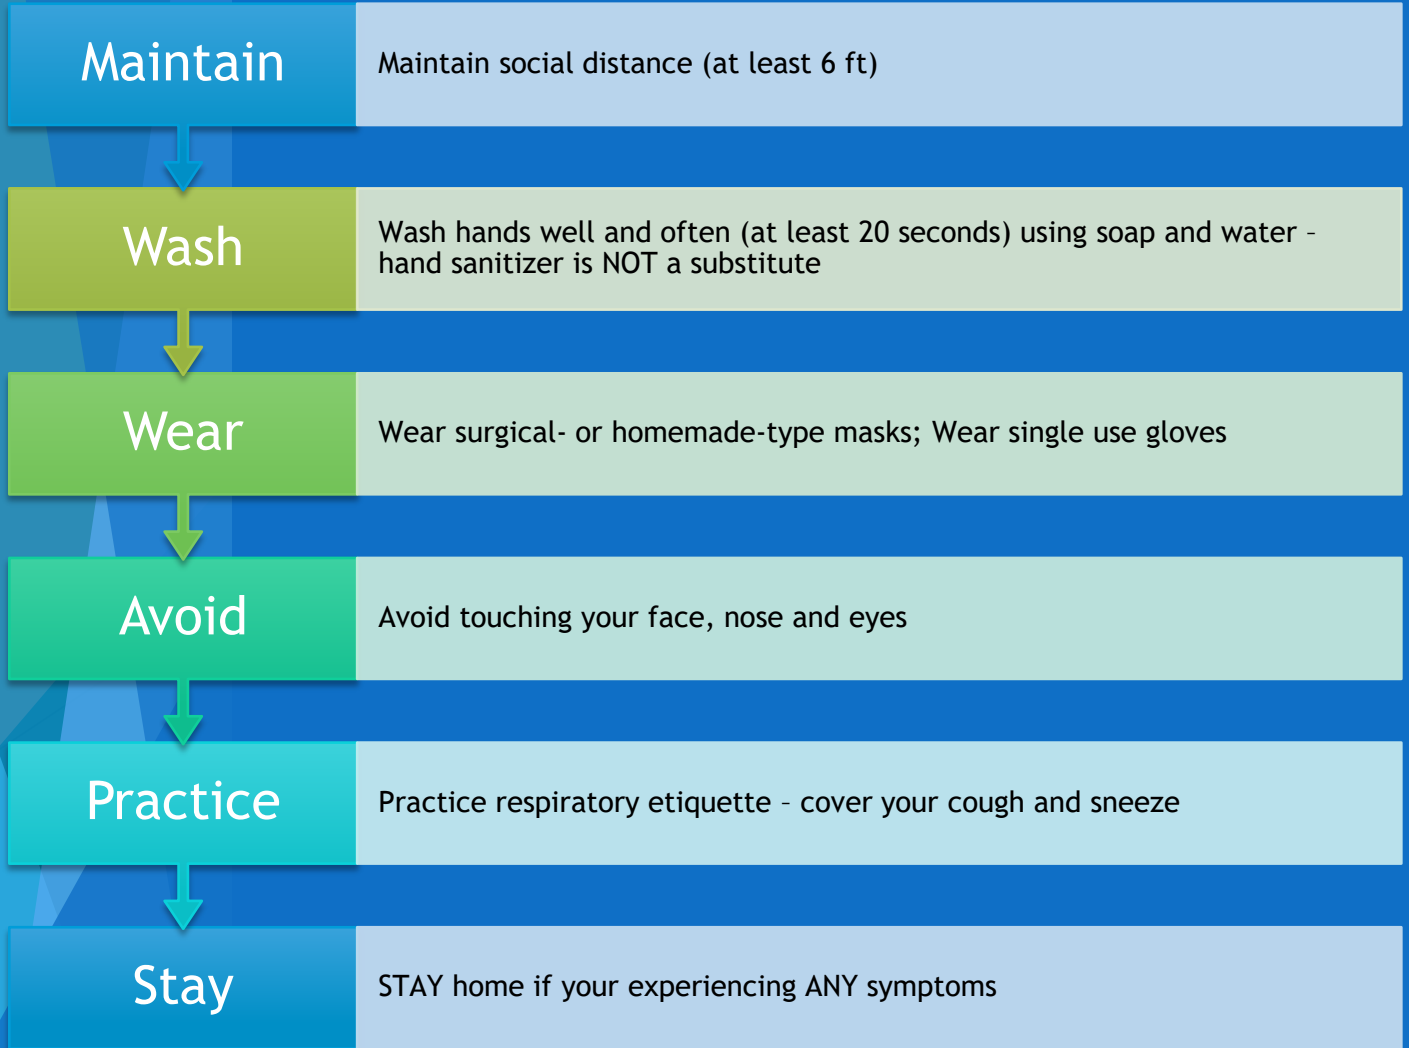 Maintain
Maintain social distance (at least 6 ft)
Wash
Wash hands well and often (at least 20 seconds) using soap and water –
hand sanitizer is NOT a substitute
Wear
Wear surgical- or homemade-type masks; Wear single use gloves
Avoid
Avoid touching your face, nose and eyes
Practice
Practice respiratory etiquette – cover your cough and sneeze
Stay
STAY home if your experiencing ANY symptoms